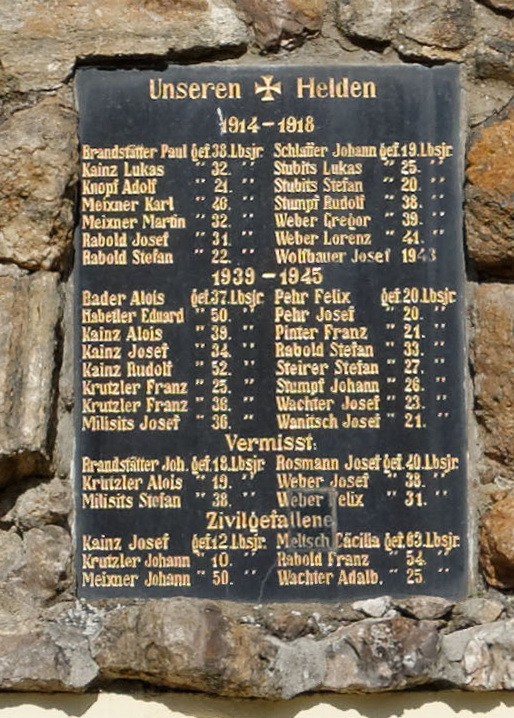 Unseren ✠ Helden
1914 - 1918
Brandstätter Paul gef.38.Lbsjr. Schlaffer Johann gef.19.Lbsjr.
Kainz Lukas " 32. " " Stubits Lukas " 25. " "
Knopf Adolf " 21. " " Stubits Stefan " 20. " "
Meixner Karl " 46. " " Stumpf Rudolf " 38. " "
Meixner Martin " 32. " " Weber Gregor " 39. " "
Rabold Josef " 31. " " Weber Lorenz " 41. " "
Rabold Stefan " 22. " " Wolfbauer Josef 1943
1939 - 1945
Bader Alois gef.37.Lbsjr. Pehr Felix gef.20.Lbsjr.
Habetler Eduard " 50. " " Pehr Josef " 20. " "
Kainz Alois " 39. " " Pinter Franz " 21. " "
Kainz Josef " 34. " " Rabold Stefan " 33. " "
Kainz Rudolf " 52. " " Steirer Stefan " 27. " "
Krutzler Franz " 25. " " Stumpf Johann " 26. " "
Krutzler Franz " 38. " " Wachter Josef " 23. " "
Milisits Josef " 36. " " Wanitsch Josef " 21. " "
Vermisst:
Brandstätter Joh. gef.18.Lbsjr. Rosmann Josef gef.40.Lbsjr.
Krutzler Alois " 19. " " Weber Josef " 38. " "
Milisits Stefan " 38. " " Weber Felix " 31. " "
Zivilgefallene
Kainz Josef gef.12.Lbsjr. Meltsch Cäcilia gef.63.Lbsjr.
Krutzler Johann " 10. " " Rabold Franz " 54. " "
Meixner Johann " 50. " " Wachter Adalb. " 25. " "